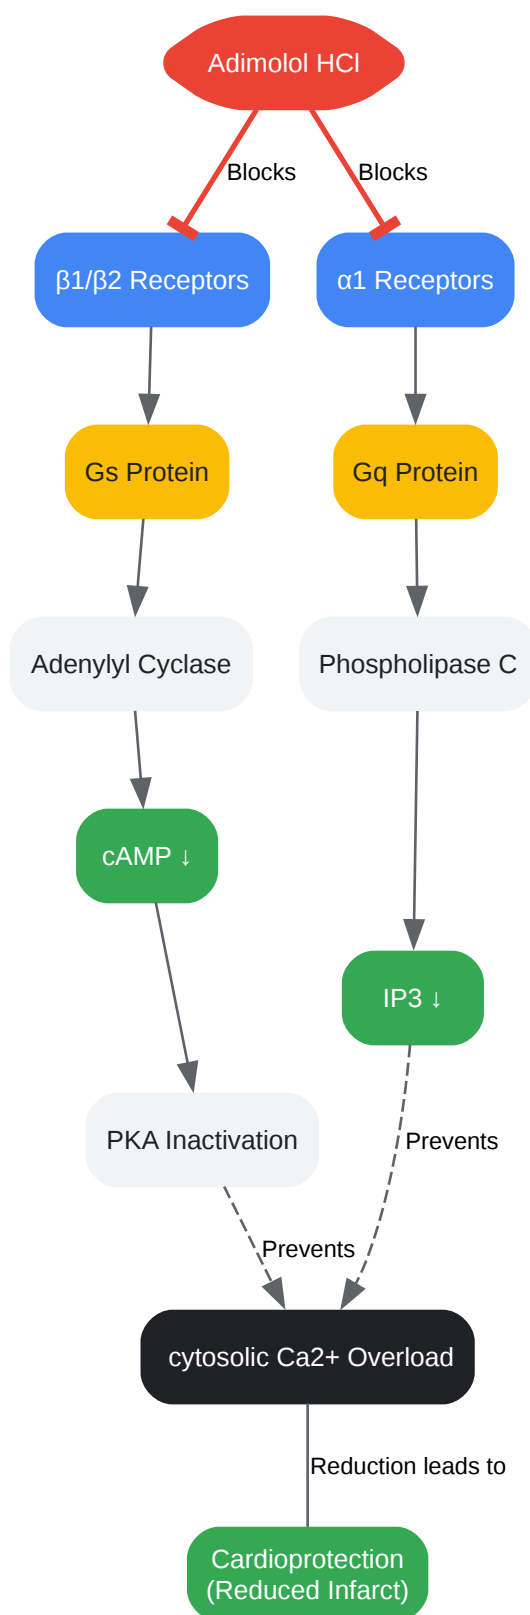 Adimolol HCl
Blocks
Blocks
β1/β2 Receptors
α1 Receptors
Gs Protein
Gq Protein
Adenylyl Cyclase
Phospholipase C
cAMP ↓
IP3 ↓
PKA Inactivation
Prevents
Prevents
cytosolic Ca2+ Overload
Reduction leads to
Cardioprotection
(Reduced Infarct)